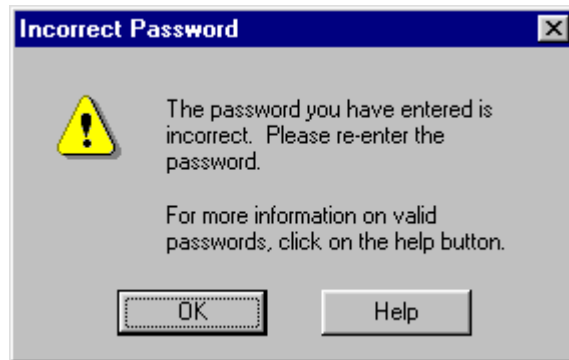 Incorrect Password
The password you have entered is
incorrect.  Please re-enter the
password.
For more information on valid
passwords, click on the help button.
OK
Help